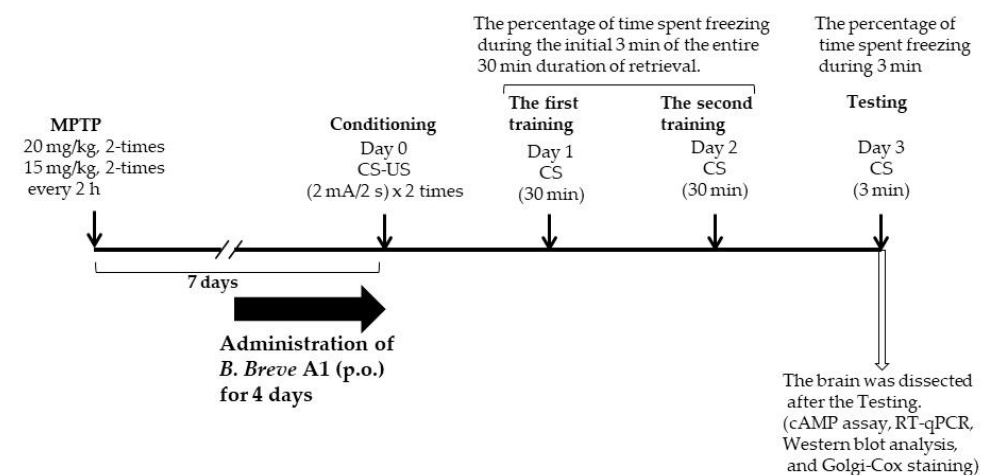 The percentage of time spent freezing
during the initial 3 min of the entire
30 min duration of retrieval.
The percentage of
time spent freezing
during 3 min
MPTP
20 mg/kg, 2-times
15 mg/kg, 2-times
every 2 h
Conditioning
Day 0
CS-US
(2 mA/2 s) x 2 times
The first
training
Day 1
CS
(30 min)
The second
training
Day 2
CS
(30 min)
Testing
Day 3
CS
(3 min)
7 days
Administration of
B. Breve A1 (p.o.)
for 4 days
The brain was dissected
after the Testing.
(cAMP assay, RT-qPCR,
Western blot analysis,
and Golgi-Cox staining)